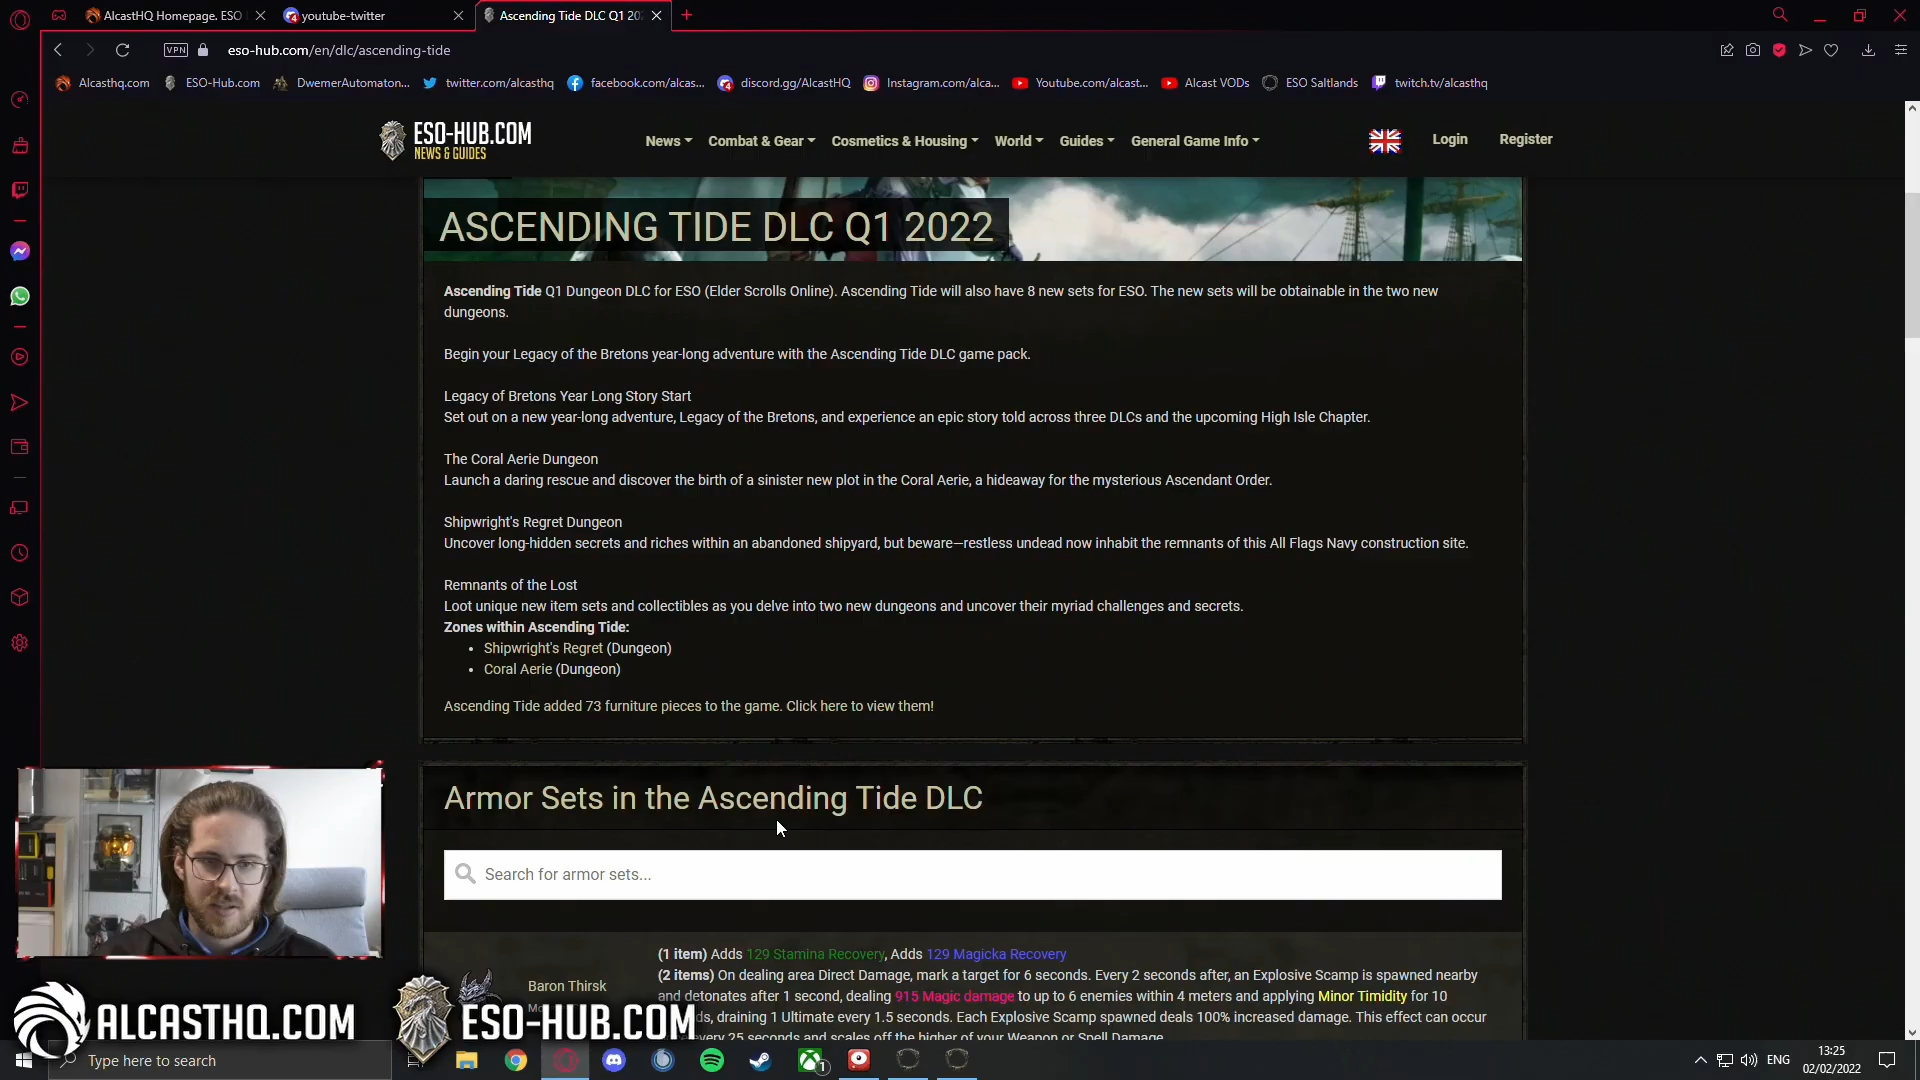 AlcastHQ Homepage. ESO
youtube-twitter
Ascending Tide DLC Q1 20
VPN
eso-hub.com/en/dlc/ascending-tide
Alcasthq.com
ESO-Hub.com
DwemerAutomaton...
twitter.com/alcasthq
facebook.com/alcas...
discord.gg/AlcastHQ
Instagram.com/alca...
Youtube.com/alcast...
Alcast VODs
ESO Saltlands
twitch.tv/alcasthq
ESO-HUB.COM
NEWS & GUIDES
News
Combat & Gear
Cosmetics & Housing
World
Guides
General Game Info
Login
Register
ASCENDING TIDE DLC Q1 2022
Ascending Tide Q1 Dungeon DLC for ESO (Elder Scrolls Online). Ascending Tide will also have 8 new sets for ESO. The new sets will be obtainable in the two new
dungeons.
Begin your Legacy of the Bretons year-long adventure with the Ascending Tide DLC game pack.
Legacy of Bretons Year Long Story Start
Set out on a new year-long adventure, Legacy of the Bretons, and experience an epic story told across three DLCs and the upcoming High Isle Chapter.
The Coral Aerie Dungeon
Launch a daring rescue and discover the birth of a sinister new plot in the Coral Aerie, a hideaway for the mysterious Ascendant Order.
Shipwright's Regret Dungeon
Uncover long-hidden secrets and riches within an abandoned shipyard, but beware—restless undead now inhabit the remnants of this All Flags Navy construction site.
Remnants of the Lost
Loot unique new item sets and collectibles as you delve into two new dungeons and uncover their myriad challenges and secrets.
Zones within Ascending Tide:
• Shipwright's Regret (Dungeon)
• Coral Aerie (Dungeon)
Ascending Tide added 73 furniture pieces to the game. Click here to view them!
Armor Sets in the Ascending Tide DLC
Search for armor sets...
Baron Thirsk
(1 item) Adds 129 Stamina Recovery, Adds 129 Magicka Recovery
(2 items) On dealing area Direct Damage, mark a target for 6 seconds. Every 2 seconds after, an Explosive Scamp is spawned nearby
and detonates after 1 second, dealing 915 Magic damage to up to 6 enemies within 4 meters and applying Minor Timidity for 10
draining 1 Ultimate every 1.5 seconds. Each Explosive Scamp spawned deals 100% increased damage. This effect can occur
every 25 seconds and scales off the higher of your Weapon or Spell Damage.
ALCASTHQ.COM
ESO-HUB.COM
Type here to search
1
ENG
13:25
02/02/2022